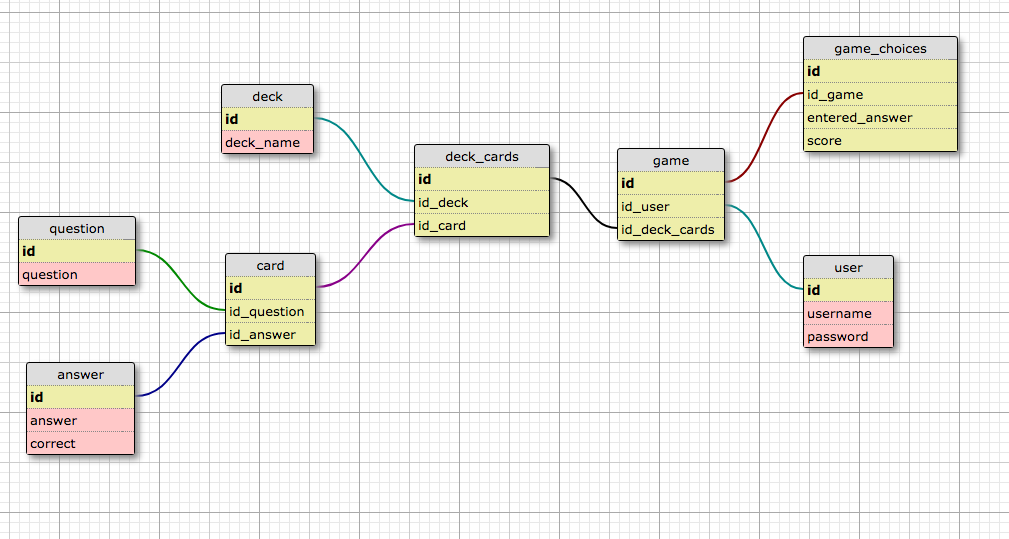 game_choices
id
id_game
entered_answer
score
deck
id
deck_name
deck_cards
id
id_deck
id_card
game
id
id_user
id_deck_cards
question
id
question
card
id
id_question
id_answer
user
id
username
password
answer
id
answer
correct